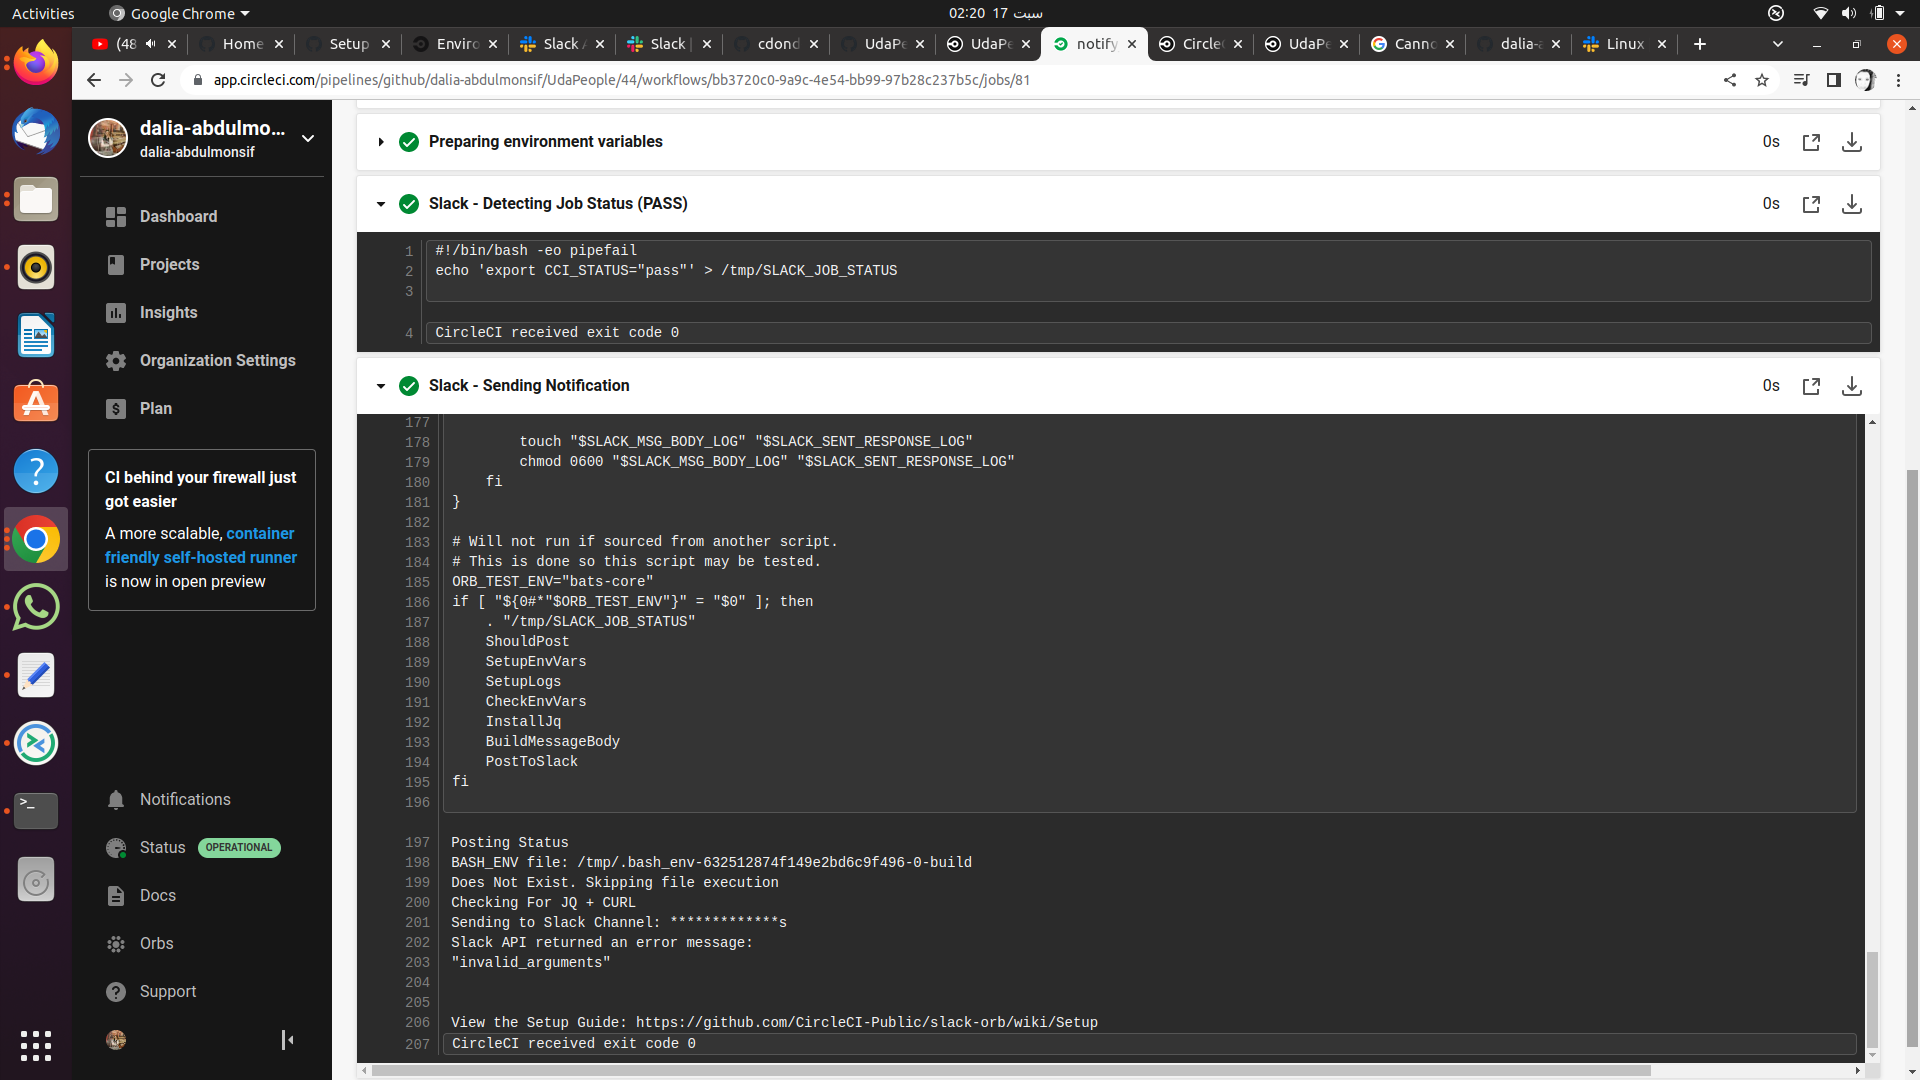 Activities
Google Chrome
02:20 17 سبت
(48
Home
Setup
Enviro
Slack A
Slack |
cdond
UdaPe
UdaPe
notify
Circle
UdaPe
Canno
dalia-a
Linux
app.circleci.com/pipelines/github/dalia-abdulmonsif/UdaPeople/44/workflows/bb3720c0-9a9c-4e54-bb99-97b28c237b5c/jobs/81
dalia-abdulmo...
dalia-abdulmonsif
Dashboard
Projects
Insights
Organization Settings
Plan
CI behind your firewall just
got easier
A more scalable, container
friendly self-hosted runner
is now in open preview
Notifications
Status OPERATIONAL
Docs
Orbs
Support
Preparing environment variables 0s
Slack - Detecting Job Status (PASS) 0s
1 #!/bin/bash -eo pipefail
2 echo 'export CCI_STATUS="pass"' > /tmp/SLACK_JOB_STATUS
3
4 CircleCI received exit code 0
Slack - Sending Notification 0s
177
178 touch "$SLACK_MSG_BODY_LOG" "$SLACK_SENT_RESPONSE_LOG"
179 chmod 0600 "$SLACK_MSG_BODY_LOG" "$SLACK_SENT_RESPONSE_LOG"
180 fi
181 }
182
183 # Will not run if sourced from another script.
184 # This is done so this script may be tested.
185 ORB_TEST_ENV="bats-core"
186 if [ "${0#*"$ORB_TEST_ENV"}" = "$0" ]; then
187 . "/tmp/SLACK_JOB_STATUS"
188 ShouldPost
189 SetupEnvVars
190 SetupLogs
191 CheckEnvVars
192 InstallJq
193 BuildMessageBody
194 PostToSlack
195 fi
196
197 Posting Status
198 BASH_ENV file: /tmp/.bash_env-632512874f149e2bd6c9f496-0-build
199 Does Not Exist. Skipping file execution
200 Checking For JQ + CURL
201 Sending to Slack Channel: *************s
202 Slack API returned an error message:
203 "invalid_arguments"
204
205
206 View the Setup Guide: https://github.com/CircleCI-Public/slack-orb/wiki/Setup
207 CircleCI received exit code 0